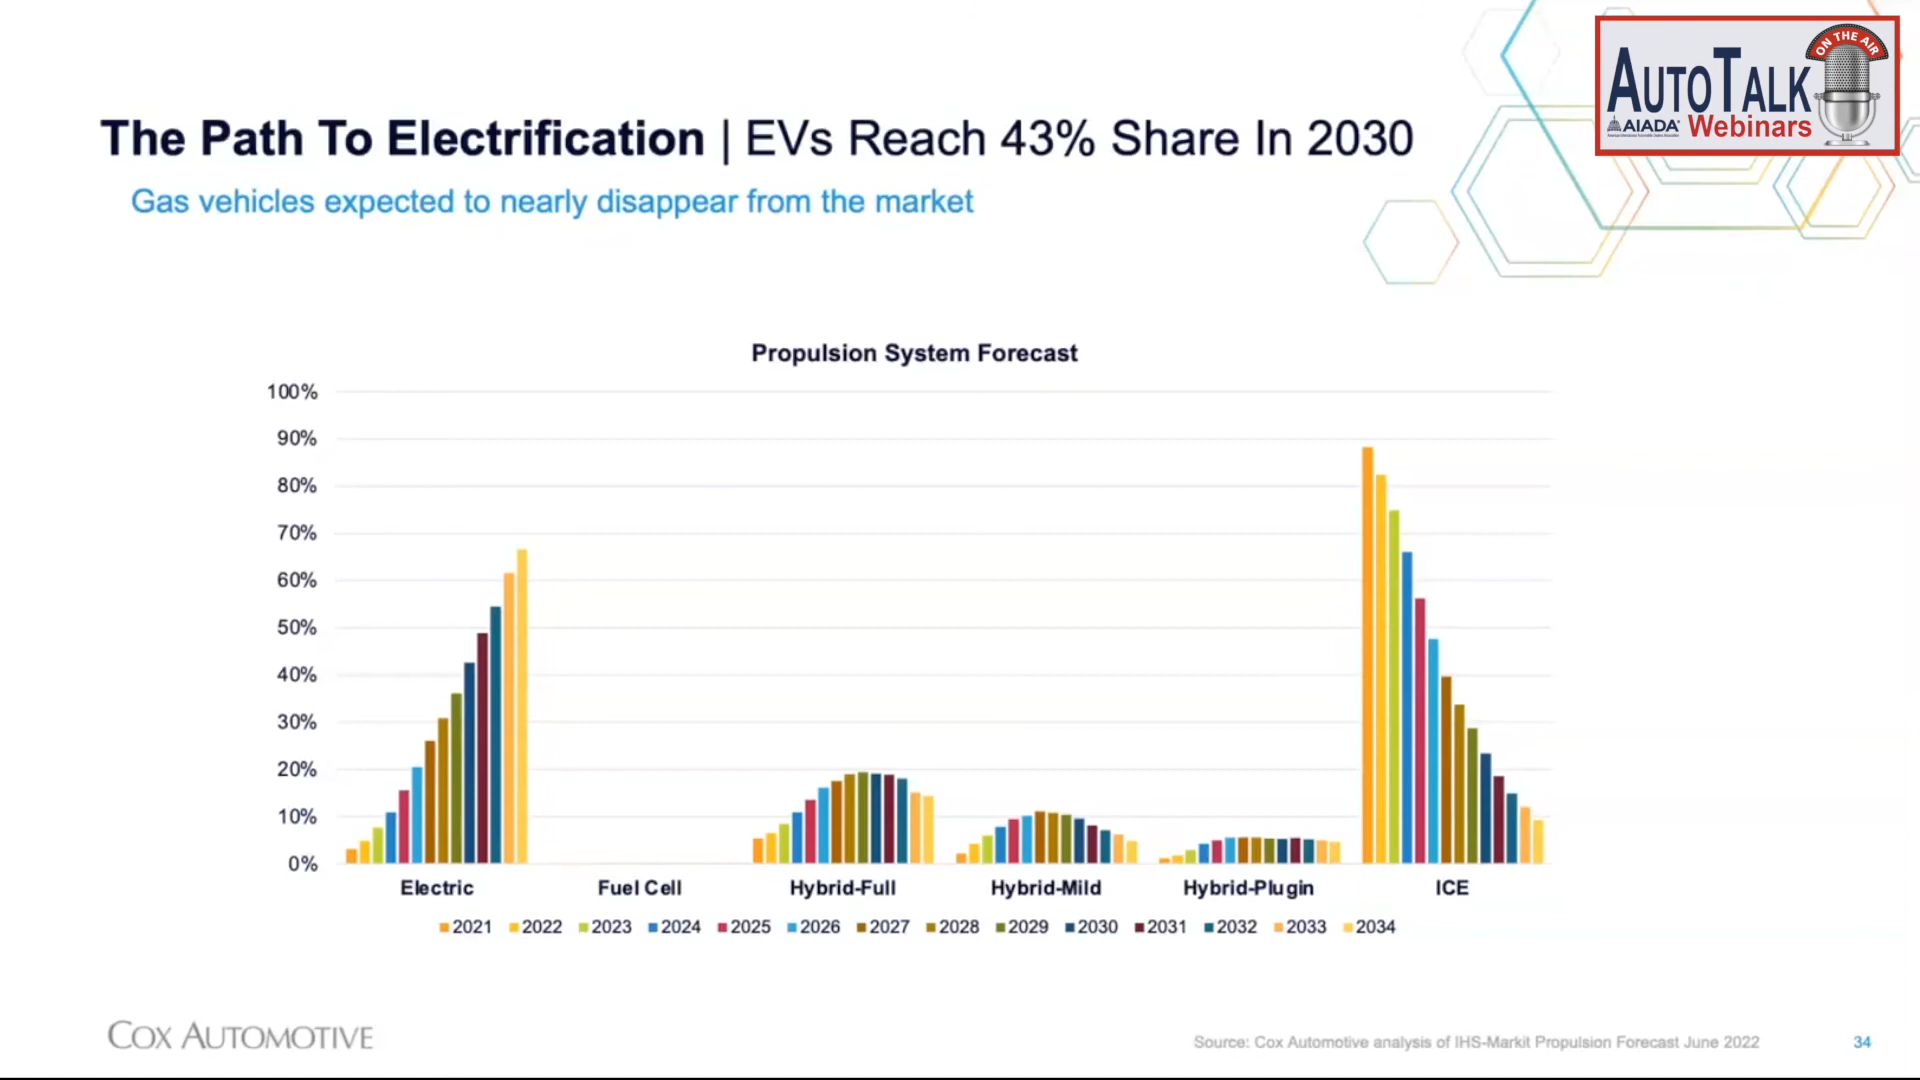 ON THE AIR
AUTOTALK
AIADA Webinars
The Path To Electrification | EVs Reach 43% Share In 2030
Gas vehicles expected to nearly disappear from the market
Propulsion System Forecast
100%
90%
80%
70%
60%
50%
40%
30%
20%
10%
0%
Electric Fuel Cell Hybrid-Full Hybrid-Mild Hybrid-Plugin ICE
2021 2022 2023 2024 2025 2026 2027 2028 2029 2030 2031 2032 2033 2034
COX AUTOMOTIVE
Source: Cox Automotive analysis of IHS-Markit Propulsion Forecast June 2022 34